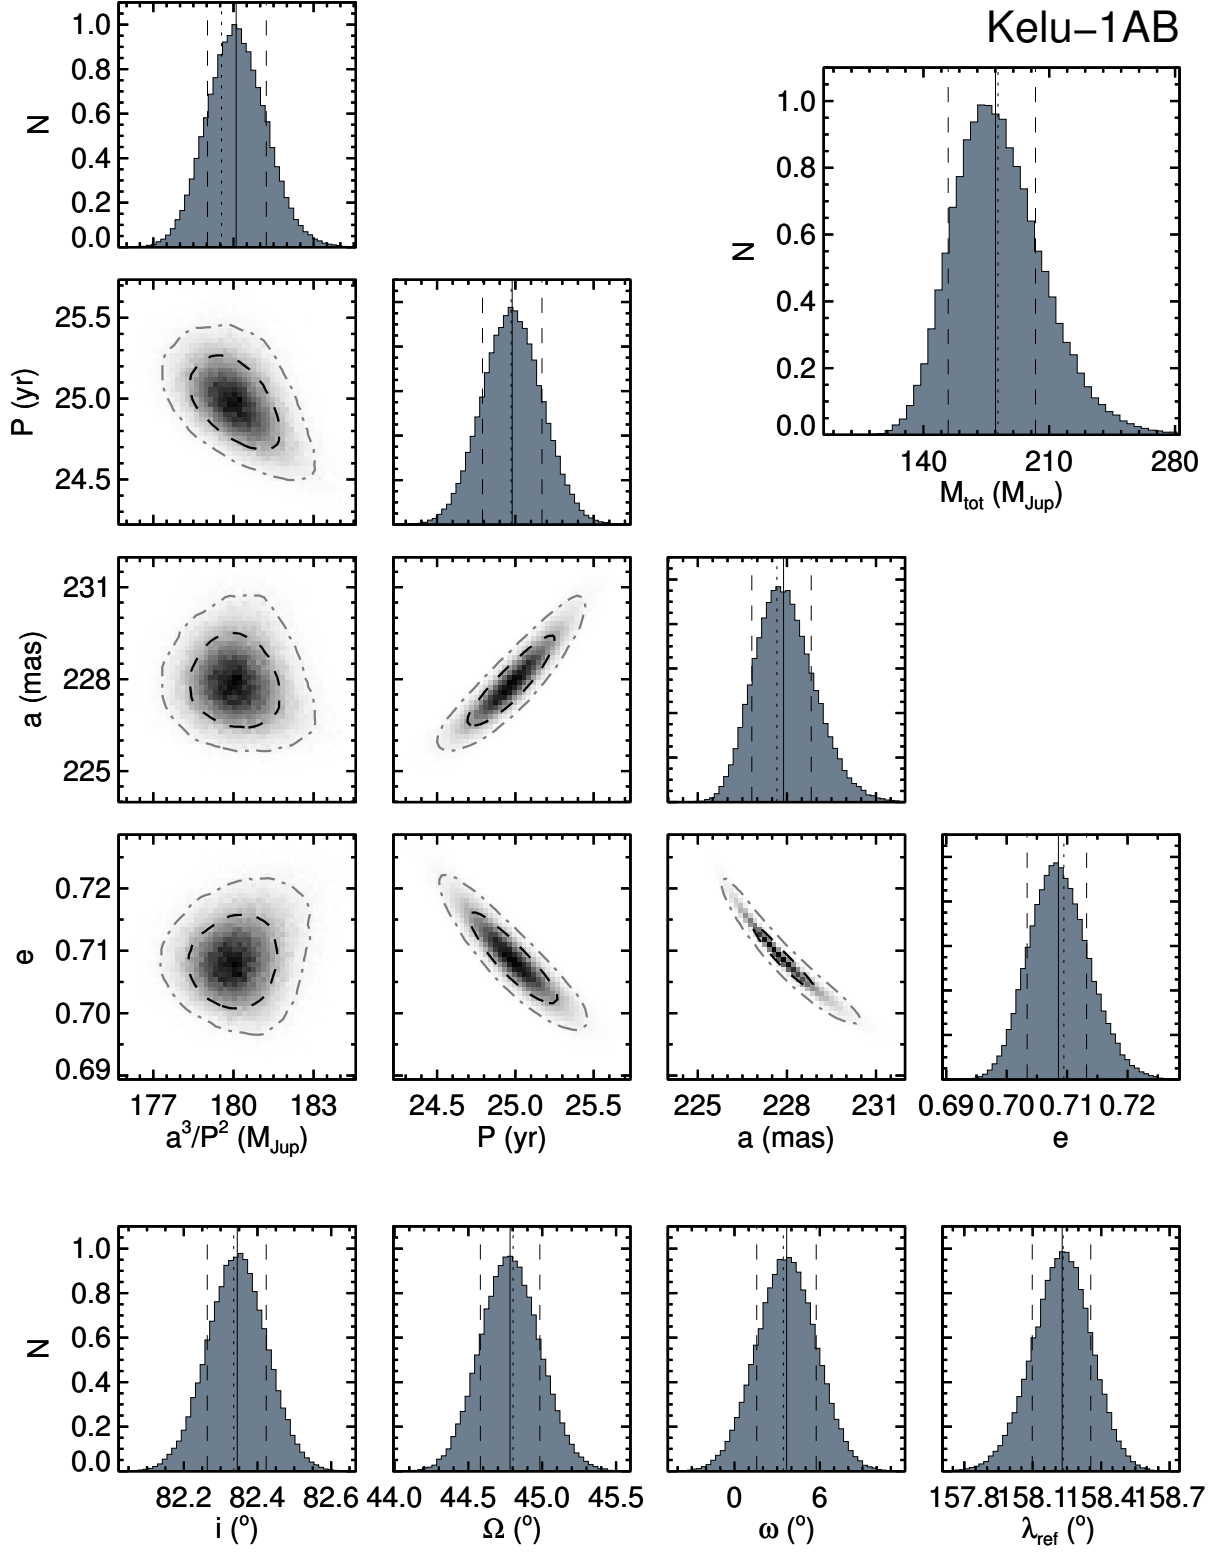 Kelu−1AB
1.0
0.8
0.6
0.4
0.2
0.0
N
1.0
0.8
0.6
0.4
0.2
0.0
N
140 210 280
M_tot (M_Jup)
25.5
25.0
24.5
P (yr)
231
228
225
a (mas)
0.72
0.71
0.70
0.69
e
177 180 183
24.5 25.0 25.5
225 228 231
0.69 0.70 0.71 0.72
a³/P² (M_Jup)
P (yr)
a (mas)
e
1.0
0.8
0.6
0.4
0.2
0.0
N
82.2 82.4 82.6
44.0 44.5 45.0 45.5
0 6
157.8 158.1 158.4 158.7
i (°)
Ω (°)
ω (°)
λ_ref (°)